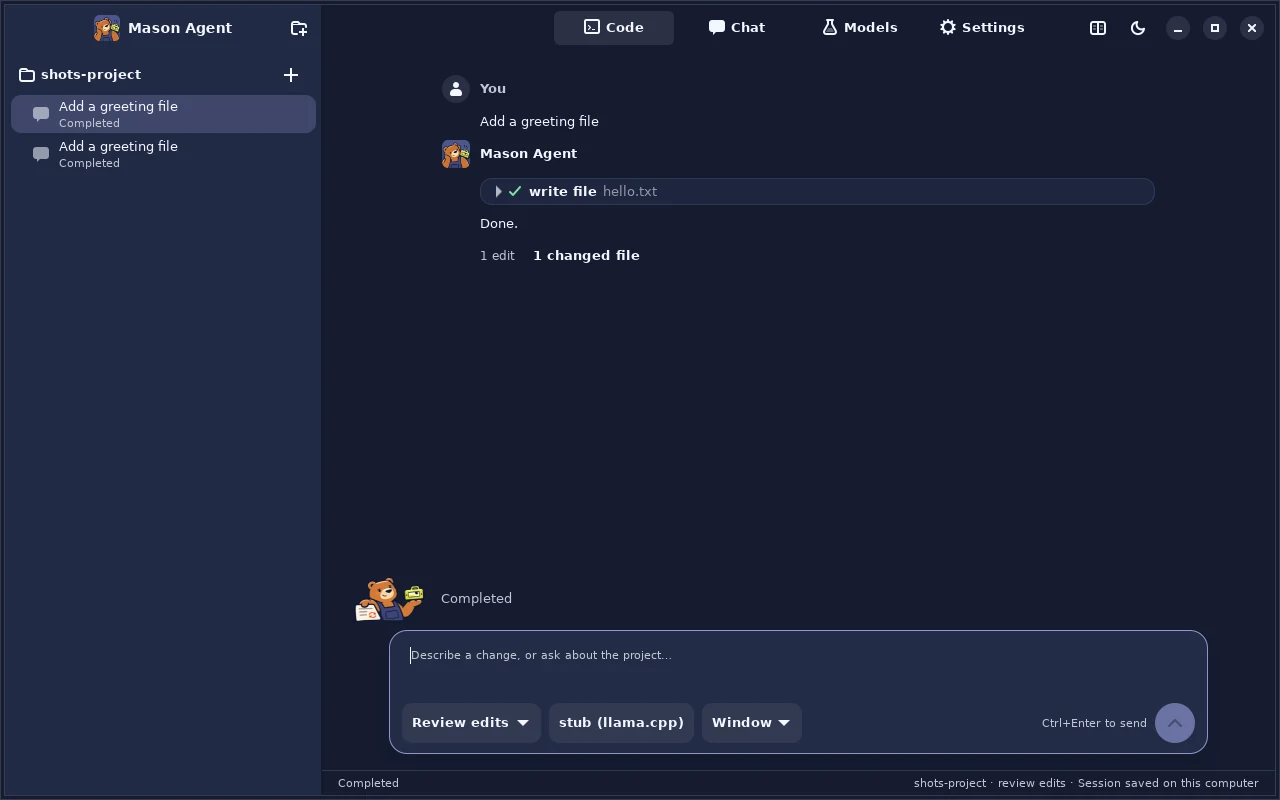 Mason Agent
Code
Chat
Models
Settings
shots-project
Add a greeting file
Completed
Add a greeting file
Completed
You
Add a greeting file
Mason Agent
write file hello.txt
Done.
1 edit 1 changed file
Completed
Describe a change, or ask about the project...
Review edits
stub (llama.cpp)
Window
Ctrl+Enter to send
Completed
shots-project · review edits · Session saved on this computer